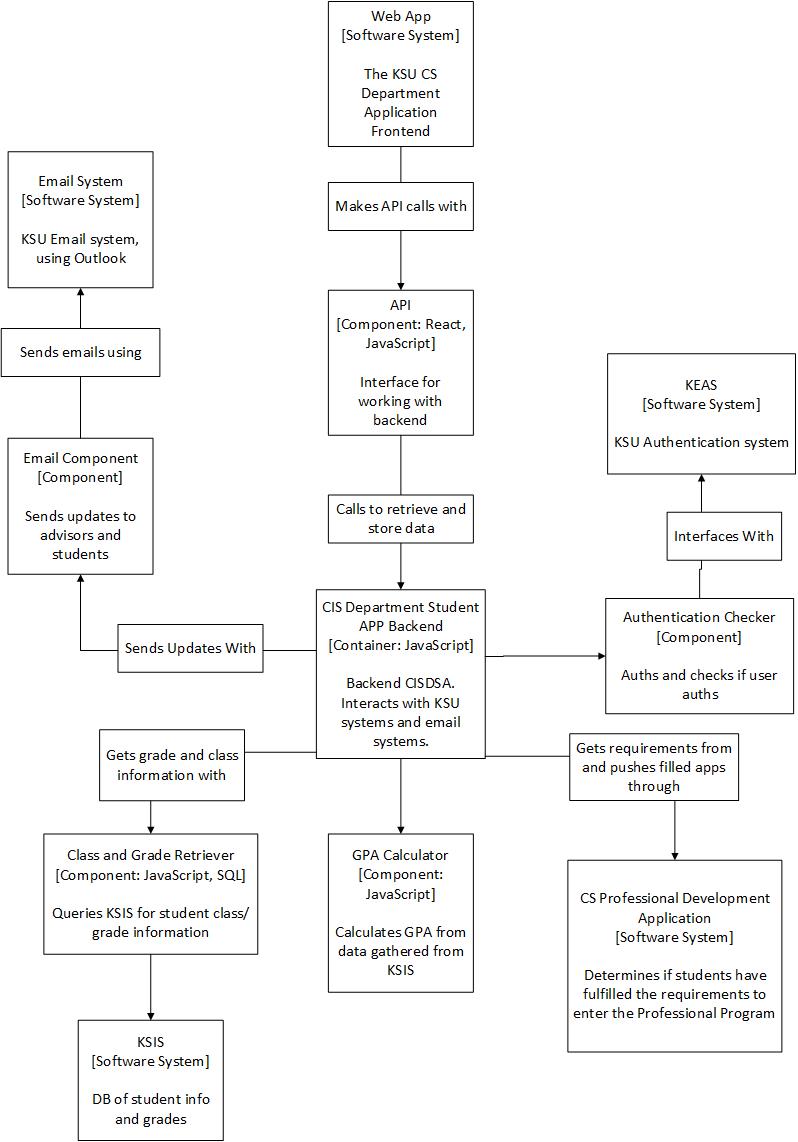 Web App
[Software System]
The KSU CS
Department
Application
Frontend
Makes API calls with
Email System
[Software System]
KSU Email system,
using Outlook
Sends emails using
API
[Component: React,
JavaScript]
Interface for
working with
backend
KEAS
[Software System]
KSU Authentication system
Email Component
[Component]
Sends updates to
advisors and
students
Calls to retrieve and
store data
Interfaces With
CIS Department Student
APP Backend
[Container: JavaScript]
Backend CISDSA.
Interacts with KSU
systems and email
systems.
Authentication Checker
[Component]
Auths and checks if user
auths
Sends Updates With
Gets grade and class
information with
Gets requirements from
and pushes filled apps
through
Class and Grade Retriever
[Component: JavaScript, SQL]
Queries KSIS for student class/
grade information
GPA Calculator
[Component:
JavaScript]
Calculates GPA from
data gathered from
KSIS
CS Professional Development
Application
[Software System]
Determines if students have
fulfilled the requirements to
enter the Professional Program
KSIS
[Software System]
DB of student info
and grades